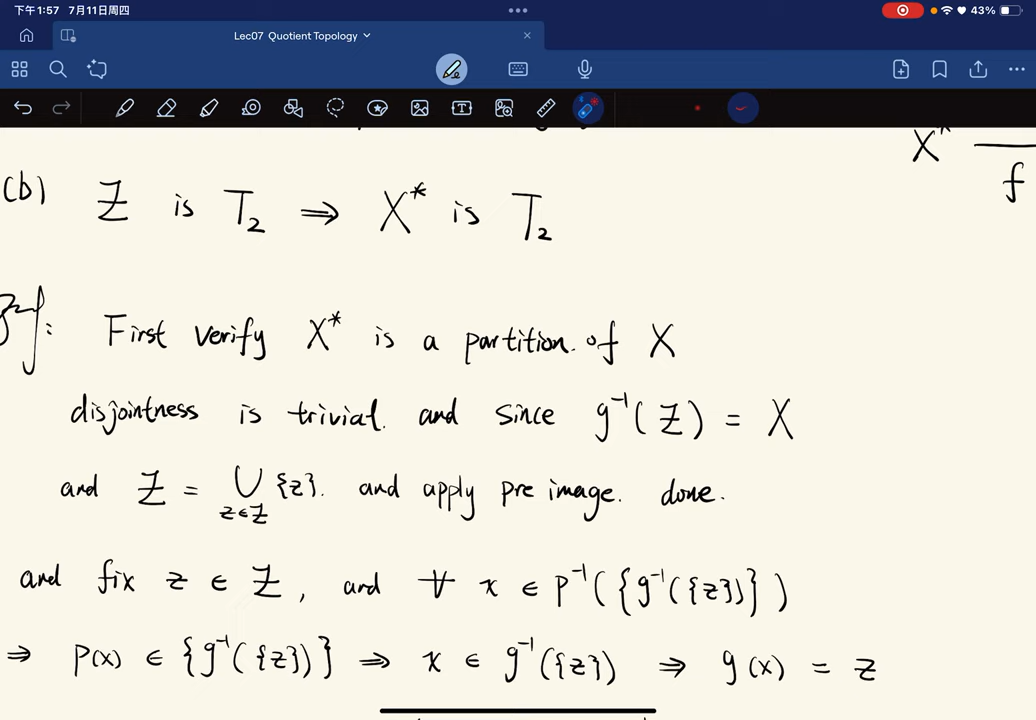 下午1:57 7月11日周四
43%
Lec07 Quotient Topology
X*
f
(b) Z is T₂ ⇒ X* is T₂
Prf: First verify X* is a partition. of X
disjointness is trivial. and since g⁻¹(Z) = X
and Z = ∪_{z∈Z} {z}. and apply pre image. done.
and fix z ∈ Z, and ∀ x ∈ p⁻¹({g⁻¹({z})})
⇒ p(x) ∈ {g⁻¹({z})} ⇒ x ∈ g⁻¹({z}) ⇒ g(x) = z